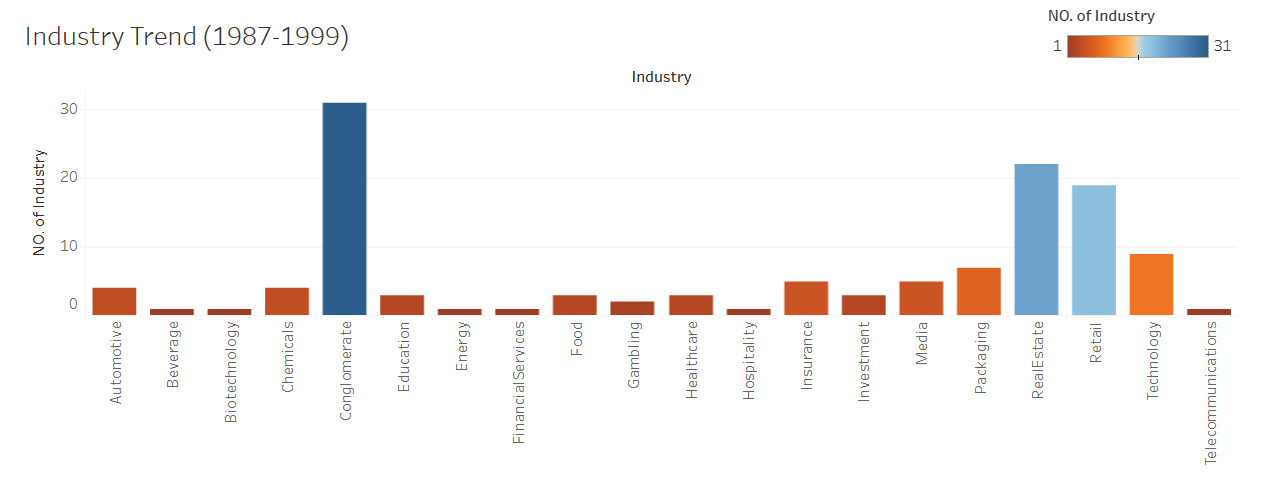 NO. of Industry
1 31
Industry Trend (1987-1999)
Industry
NO. of Industry
30
20
10
0
Automotive
Beverage
Biotechnology
Chemicals
Conglomerate
Education
Energy
FinancialServices
Food
Gambling
Healthcare
Hospitality
Insurance
Investment
Media
Packaging
RealEstate
Retail
Technology
Telecommunications